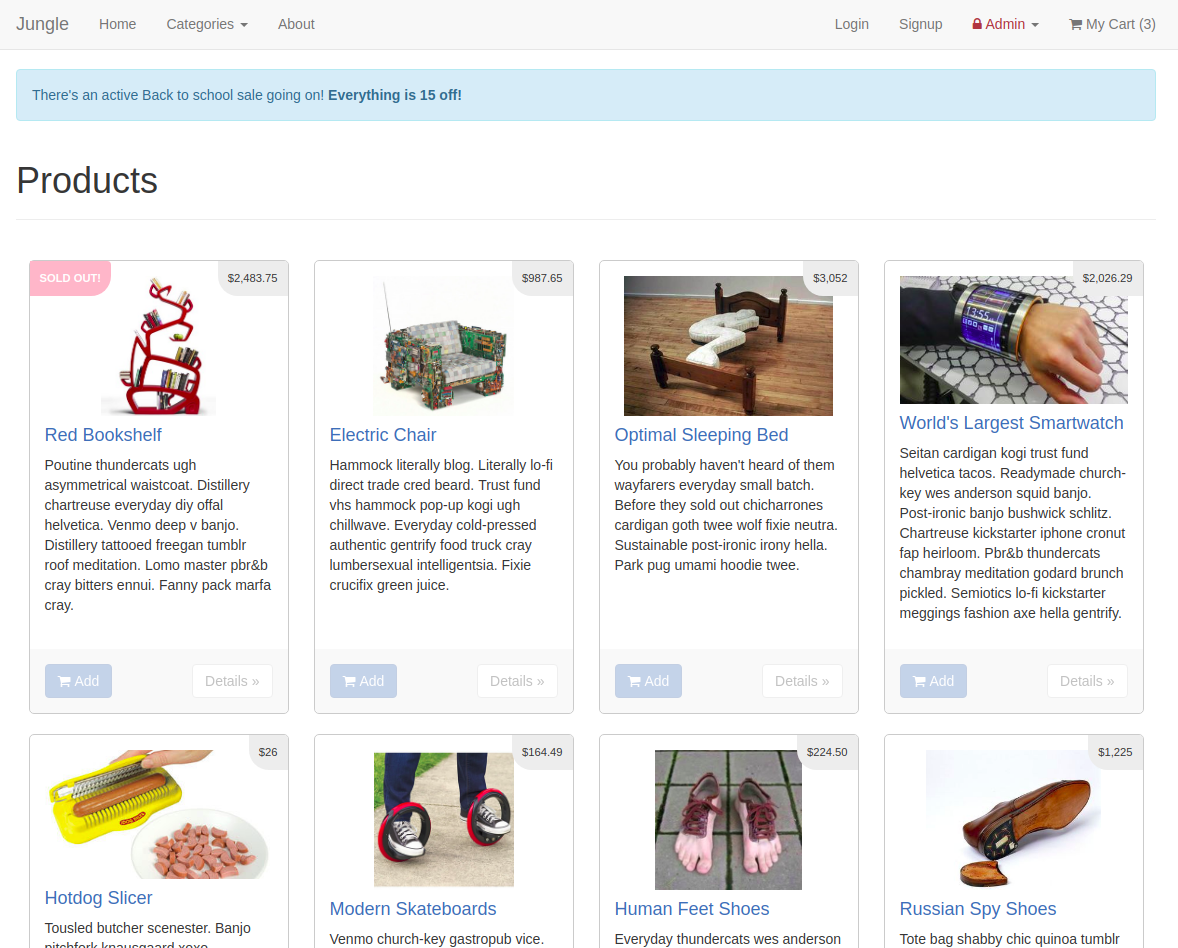 Jungle Home Categories About Login Signup Admin My Cart (3)
There's an active Back to school sale going on! Everything is 15 off!
Products
SOLD OUT!
$2,483.75
Red Bookshelf
Poutine thundercats ugh
asymmetrical waistcoat. Distillery
chartreuse everyday diy offal
helvetica. Venmo deep v banjo.
Distillery tattooed freegan tumblr
roof meditation. Lomo master pbr&b
cray bitters ennui. Fanny pack marfa
cray.
Add Details »
$987.65
Electric Chair
Hammock literally blog. Literally lo-fi
direct trade cred beard. Trust fund
vhs hammock pop-up kogi ugh
chillwave. Everyday cold-pressed
authentic gentrify food truck cray
lumbersexual intelligentsia. Fixie
crucifix green juice.
Add Details »
$3,052
Optimal Sleeping Bed
You probably haven't heard of them
wayfarers everyday small batch.
Before they sold out chicharrones
cardigan goth twee wolf fixie neutra.
Sustainable post-ironic irony hella.
Park pug umami hoodie twee.
Add Details »
$2,026.29
13:55
World's Largest Smartwatch
Seitan cardigan kogi trust fund
helvetica tacos. Readymade church-
key wes anderson squid banjo.
Post-ironic banjo bushwick schlitz.
Chartreuse kickstarter iphone cronut
fap heirloom. Pbr&b thundercats
chambray meditation godard brunch
pickled. Semiotics lo-fi kickstarter
meggings fashion axe hella gentrify.
Add Details »
$26
Hotdog Slicer
Tousled butcher scenester. Banjo
pitchfork knausgaard xoxo
$164.49
Modern Skateboards
Venmo church-key gastropub vice.
$224.50
Human Feet Shoes
Everyday thundercats wes anderson
$1,225
Russian Spy Shoes
Tote bag shabby chic quinoa tumblr